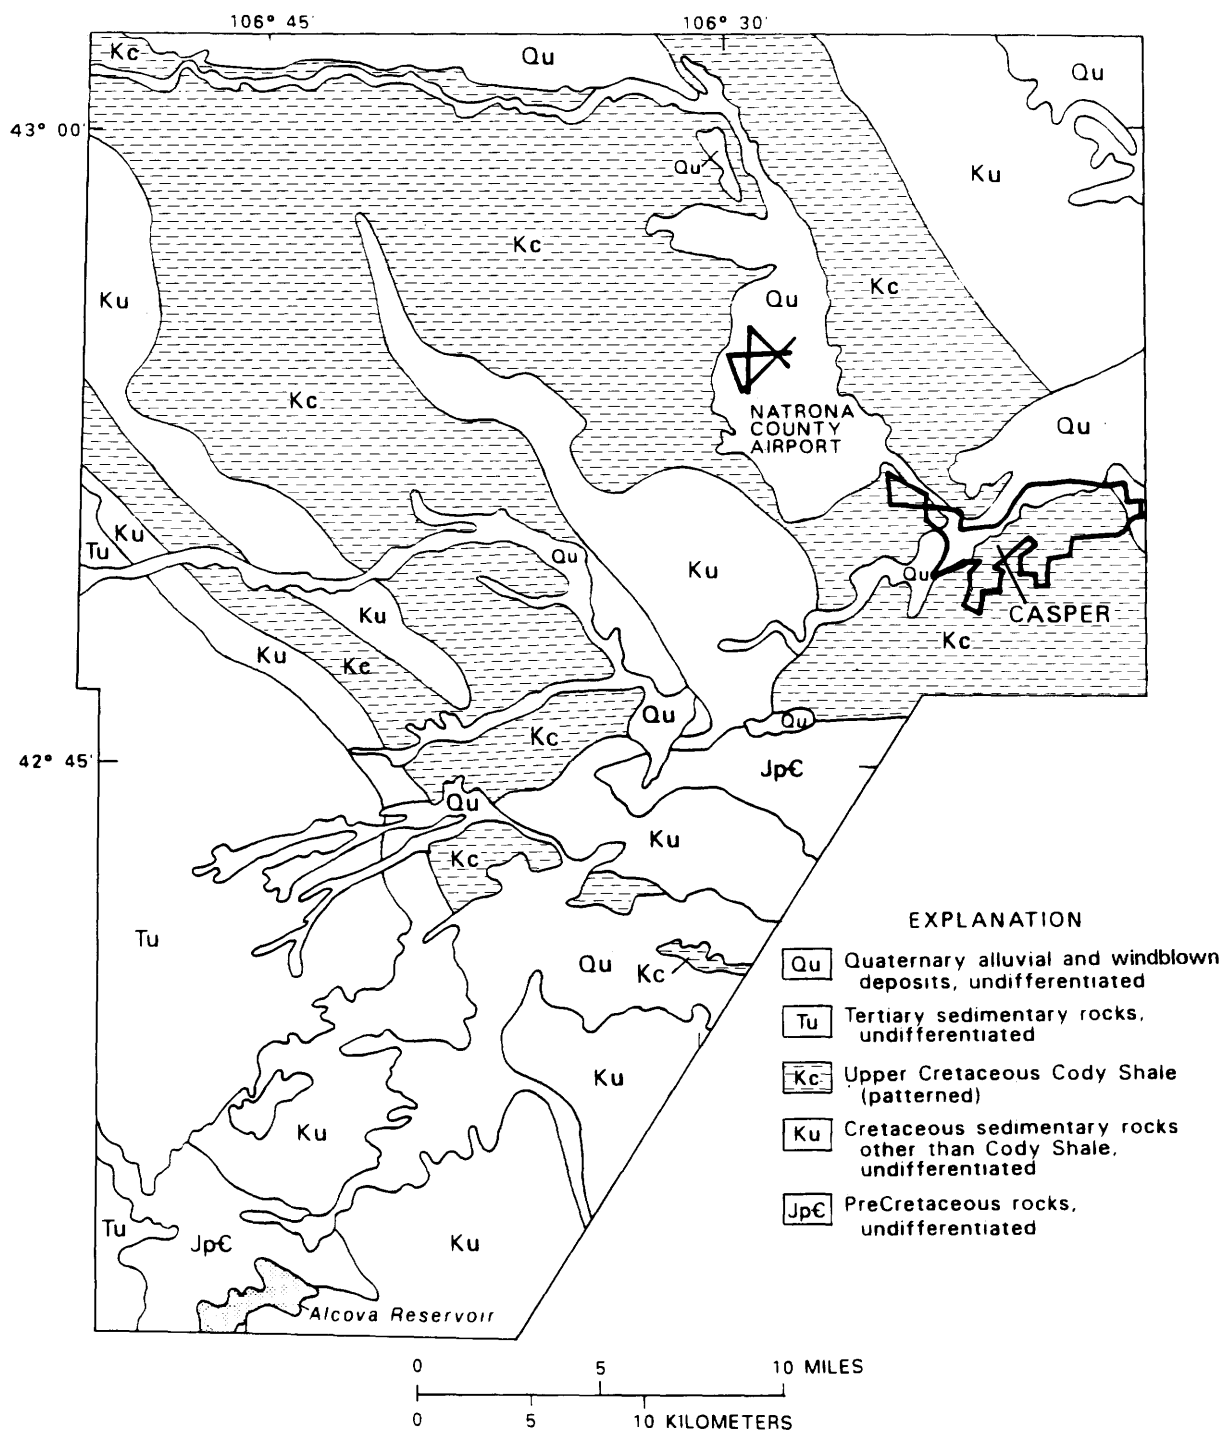 106° 45'
106° 30'
Kc
Qu
Qu
43° 00'
Qu
Ku
Kc
Kc
Ku
Qu
Kc
NATRONA
COUNTY
AIRPORT
Qu
Ku
Tu
Qu
Ku
Qu
CASPER
Ku
Kc
Ku
Kc
Qu
Qu
Kc
42° 45'
JpЄ
Qu
Ku
Kc
Tu
Qu
Kc
Ku
Ku
Tu
JpЄ
Ku
Alcova Reservoir
EXPLANATION
Qu Quaternary alluvial and windblown
deposits, undifferentiated
Tu Tertiary sedimentary rocks,
undifferentiated
Kc Upper Cretaceous Cody Shale
(patterned)
Ku Cretaceous sedimentary rocks
other than Cody Shale,
undifferentiated
JpЄ PreCretaceous rocks,
undifferentiated
0 5 10 MILES
0 5 10 KILOMETERS